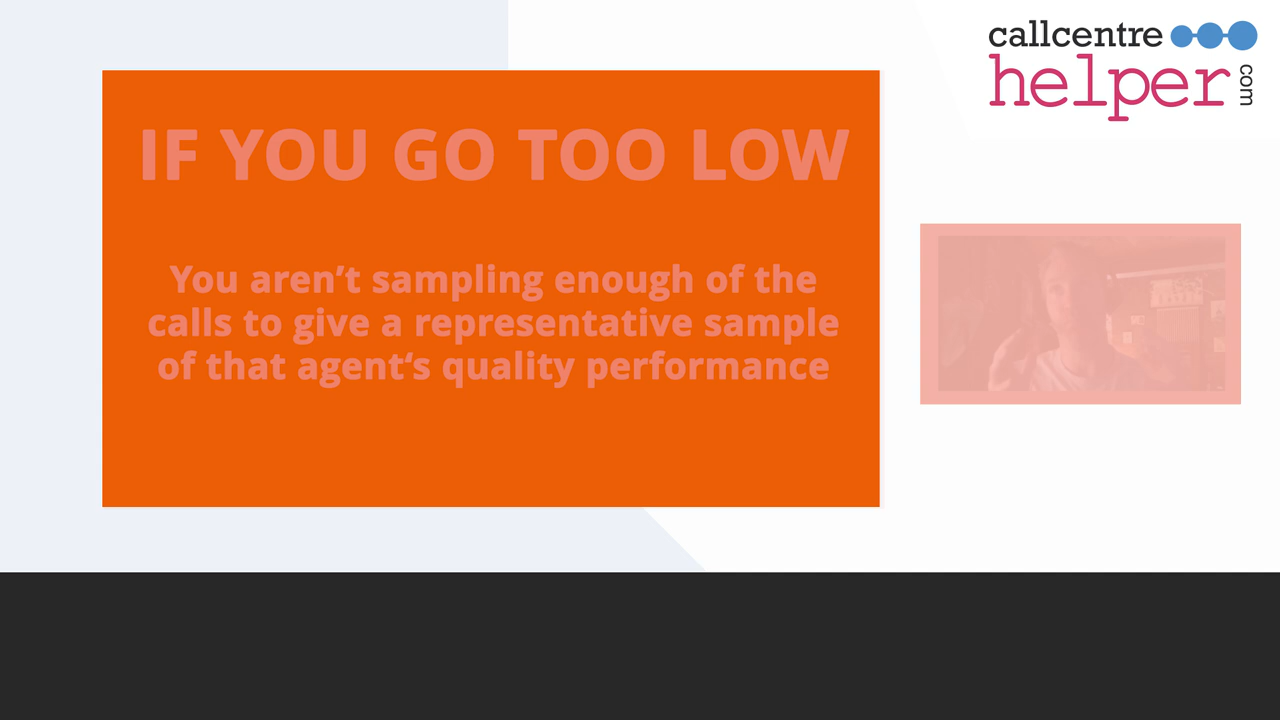 callcentre
helper
com
IF YOU GO TOO LOW
You aren’t sampling enough of the
calls to give a representative sample
of that agent‘s quality performance